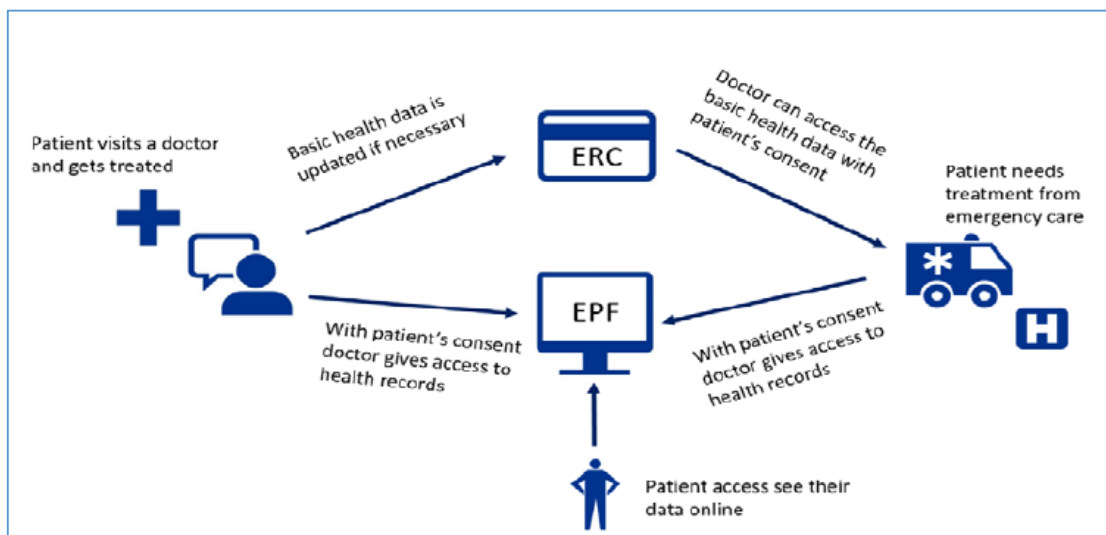 Patient visits a doctor
and gets treated
Basic health data is
updated if necessary
ERC
Doctor can access the
basic health data with
patient's consent
Patient needs
treatment from
emergency care
With patient's consent
doctor gives access to
health records
EPF
With patient's consent
doctor gives access to
health records
H
Patient access see their
data online